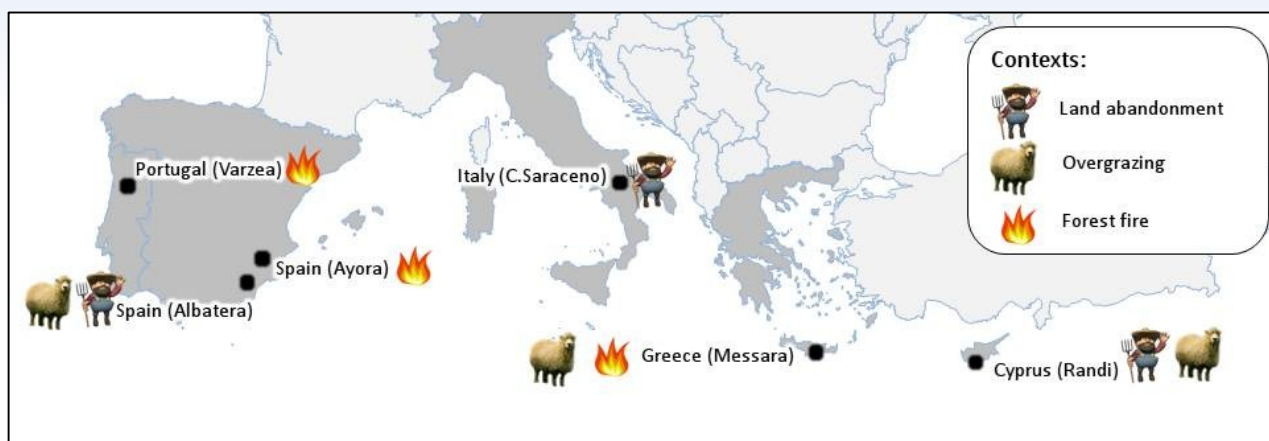 Contexts:
Land abandonment
Overgrazing
Forest fire
Portugal (Varzea)
Italy (C.Saraceno)
Spain (Ayora)
Spain (Albatera)
Greece (Messara)
Cyprus (Randi)